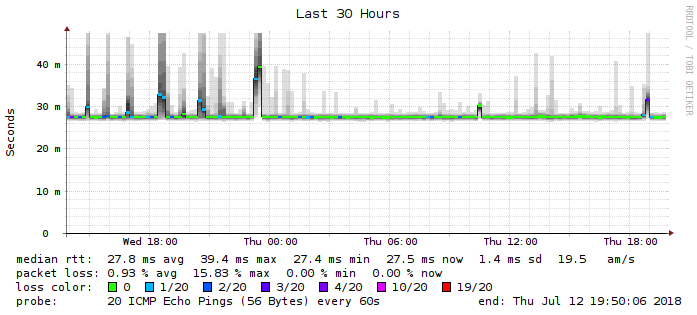 Last 30 Hours
RRDTOOL / TOBI OETIKER
Seconds
40 m
30 m
20 m
10 m
0
Wed 18:00 Thu 00:00 Thu 06:00 Thu 12:00 Thu 18:00
median rtt: 27.8 ms avg 39.4 ms max 27.4 ms min 27.5 ms now 1.4 ms sd 19.5 am/s
packet loss: 0.93 % avg 15.83 % max 0.00 % min 0.00 % now
loss color: 0 1/20 2/20 3/20 4/20 10/20 19/20
probe: 20 ICMP Echo Pings (56 Bytes) every 60s end: Thu Jul 12 19:50:06 2018